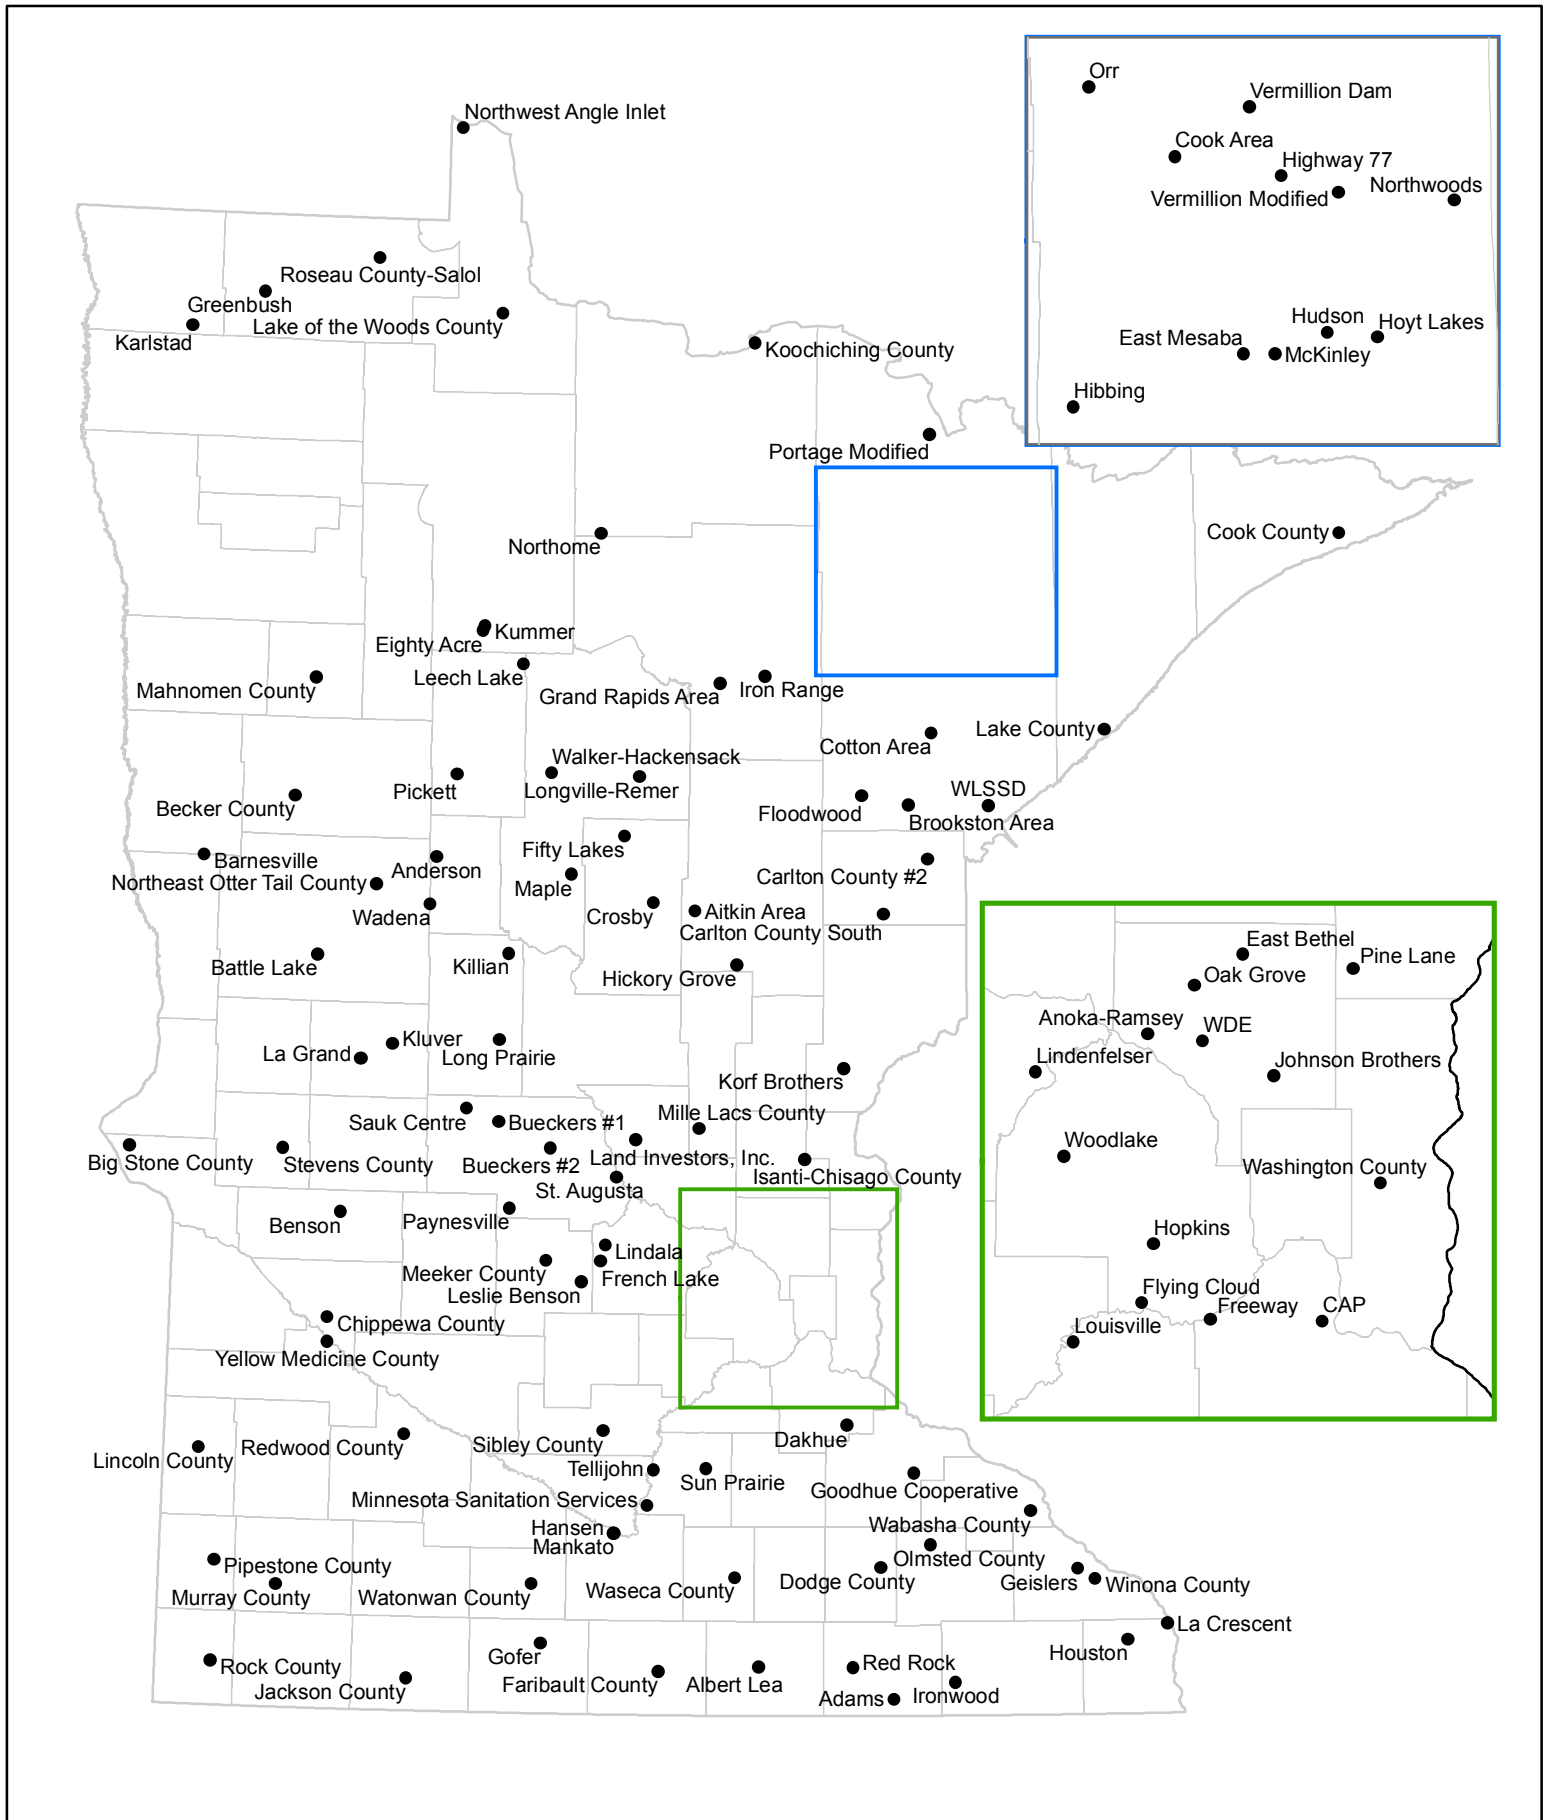 Orr
Vermillion Dam
Northwest Angle Inlet
Cook Area
Highway 77
Northwoods
Vermillion Modified
Roseau County-Salol
Greenbush
Lake of the Woods County
Karlstad
Hudson
Hoyt Lakes
East Mesaba
McKinley
Koochiching County
Hibbing
Portage Modified
Cook County
Northome
Kummer
Eighty Acre
Leech Lake
Mahnomen County
Grand Rapids Area
Iron Range
Lake County
Cotton Area
Walker-Hackensack
Longville-Remer
Pickett
WLSSD
Becker County
Floodwood
Brookston Area
Fifty Lakes
Barnesville
Anderson
Carlton County #2
Northeast Otter Tail County
Maple
Wadena
Crosby
Aitkin Area
Carlton County South
East Bethel
Pine Lane
Battle Lake
Killian
Hickory Grove
Oak Grove
Anoka-Ramsey
WDE
Kluver
La Grand
Long Prairie
Lindenfelser
Johnson Brothers
Korf Brothers
Mille Lacs County
Sauk Centre
Bueckers #1
Woodlake
Big Stone County
Stevens County
Bueckers #2
Land Investors, Inc.
Washington County
Isanti-Chisago County
St. Augusta
Benson
Paynesville
Hopkins
Lindala
Meeker County
French Lake
Leslie Benson
Flying Cloud
Freeway
CAP
Chippewa County
Louisville
Yellow Medicine County
Dakhue
Redwood County
Sibley County
Lincoln County
Tellijohn
Sun Prairie
Goodhue Cooperative
Minnesota Sanitation Services
Wabasha County
Hansen
Mankato
Olmsted County
Pipestone County
Dodge County
Geislers
Winona County
Murray County
Watonwan County
Waseca County
La Crescent
Houston
Gofer
Rock County
Red Rock
Jackson County
Faribault County
Albert Lea
Adams
Ironwood